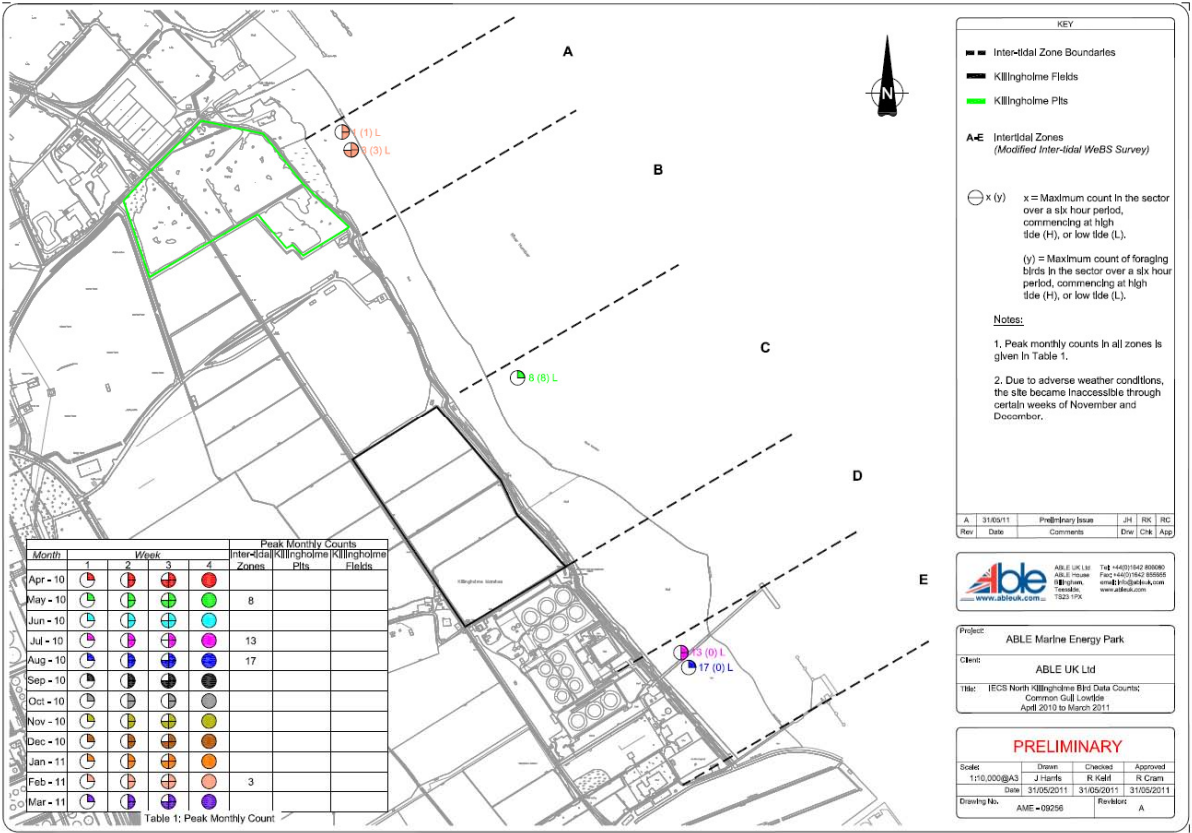 A
B
C
D
E
N
(1) L
(3) L
8 (8) L
13 (0) L
17 (0) L
KEY
Inter-tidal Zone Boundaries
Killingholme Fields
Killingholme Pits
A-E Intertidal Zones
(Modified Inter-tidal WeBS Survey)
x (y) x = Maximum count in the sector
over a six hour period,
commencing at high
tide (H), or low tide (L).
(y) = Maximum count of foraging
birds in the sector over a six hour
period, commencing at high
tide (H), or low tide (L).
Notes:
1. Peak monthly counts in all zones is
given in Table 1.
2. Due to adverse weather conditions,
the site became inaccessible through
certain weeks of November and
December.
A 31/05/11 Preliminary Issue JH RK RC
Rev Date Comments Drw Chk App
able
www.ableuk.com
ABLE UK Ltd
ABLE House
Billingham,
Teesside,
TS23 1PX
Tel: +44(0)1642 806080
Fax: +44(0)1642 655655
email: info@ableuk.com
www.ableuk.com
Project:
ABLE Marine Energy Park
Client:
ABLE UK Ltd
Title: IECS North Killingholme Bird Data Counts:
Common Gull Lowtide
April 2010 to March 2011
PRELIMINARY
Scale: Drawn Checked Approved
1:10,000@A3 J Harris R Keirl R Cram
Date 31/05/2011 31/05/2011 31/05/2011
Drawing No. Revision:
AME - 09256 A
Peak Monthly Counts
Month Week Inter-tidal Killingholme Killingholme
1 2 3 4 Zones Pits Fields
Apr - 10
May - 10 8
Jun - 10
Jul - 10 13
Aug - 10 17
Sep - 10
Oct - 10
Nov - 10
Dec - 10
Jan - 11
Feb - 11 3
Mar - 11
Table 1: Peak Monthly Count